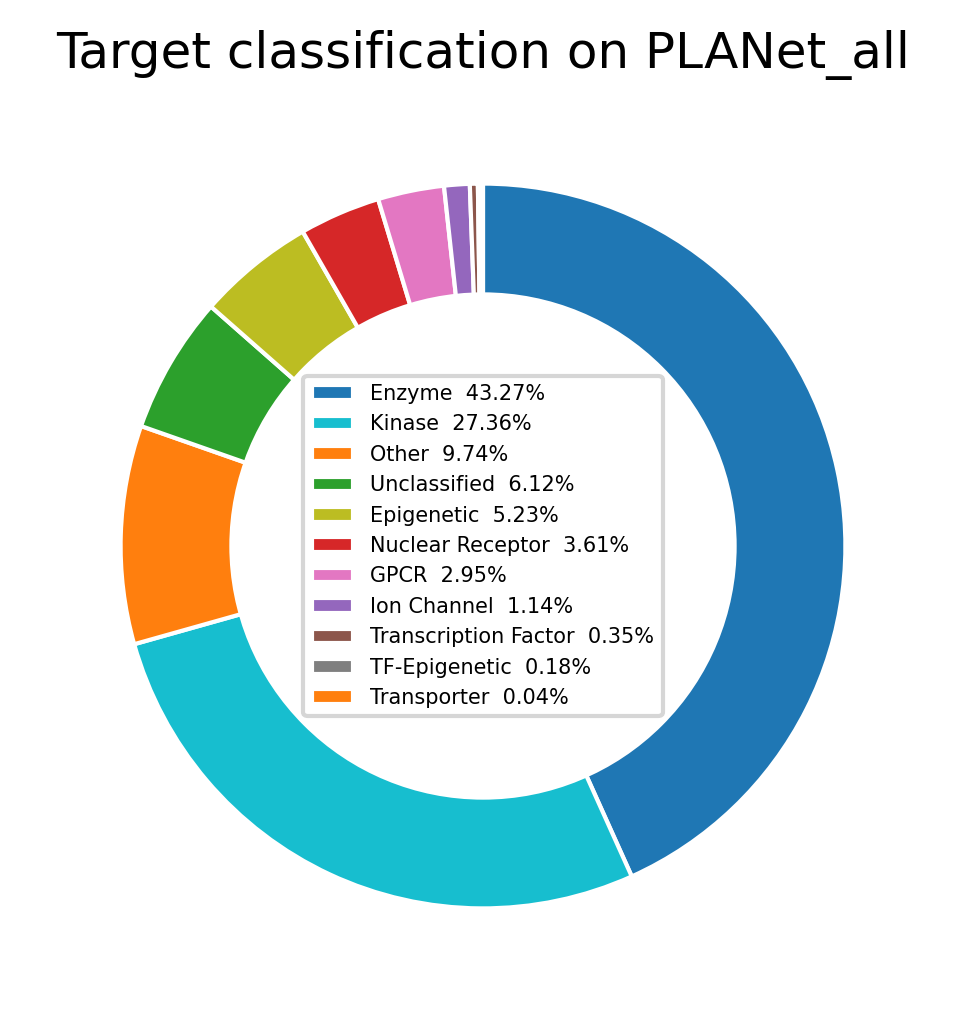 Target classification on PLANet_all
Enzyme 43.27%
Kinase 27.36%
Other 9.74%
Unclassified 6.12%
Epigenetic 5.23%
Nuclear Receptor 3.61%
GPCR 2.95%
Ion Channel 1.14%
Transcription Factor 0.35%
TF-Epigenetic 0.18%
Transporter 0.04%